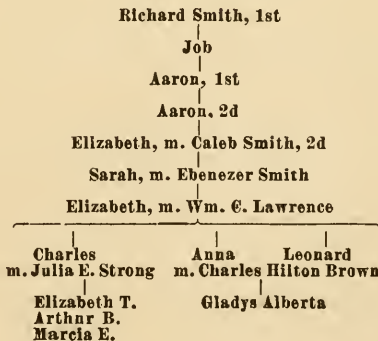 Richard Smith, 1st
Job
Aaron, 1st
Aaron, 2d
Elizabeth, m. Caleb Smith, 2d
Sarah, m. Ebenezer Smith
Elizabeth, m. Wm. C. Lawrence
Charles Anna Leonard
m. Julia E. Strong m. Charles Hilton Brown
Elizabeth T. Gladys Alberta
Arthur B.
Marcia E.